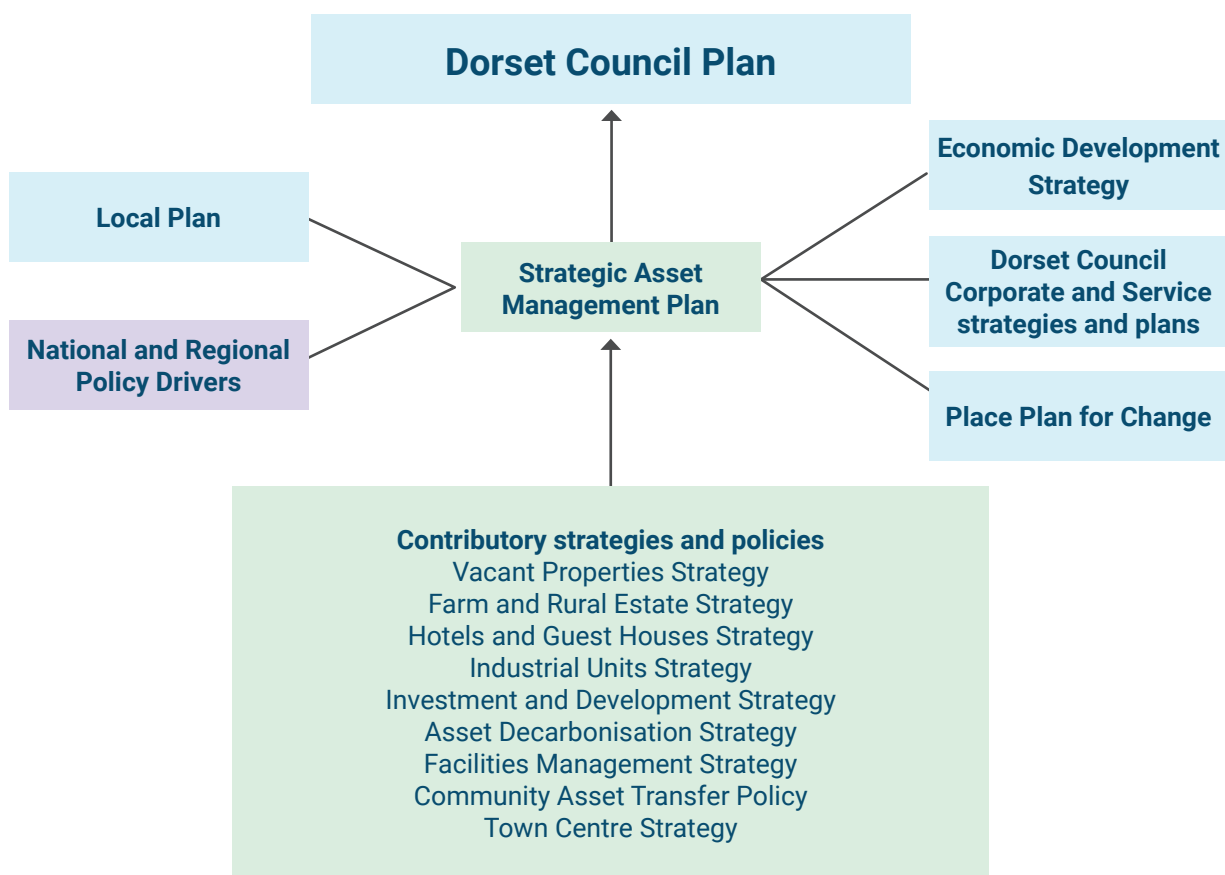 Dorset Council Plan
Local Plan
National and Regional
Policy Drivers
Strategic Asset
Management Plan
Economic Development
Strategy
Dorset Council
Corporate and Service
strategies and plans
Place Plan for Change
Contributory strategies and policies
Vacant Properties Strategy
Farm and Rural Estate Strategy
Hotels and Guest Houses Strategy
Industrial Units Strategy
Investment and Development Strategy
Asset Decarbonisation Strategy
Facilities Management Strategy
Community Asset Transfer Policy
Town Centre Strategy